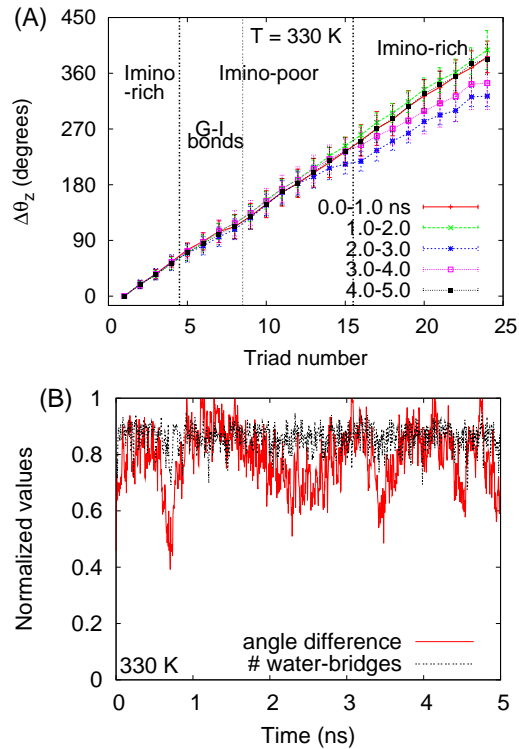 (A)
450
360
270
180
90
0
Δθz (degrees)
T = 330 K
Imino-rich
Imino
-rich
Imino-poor
G-I
bonds
0.0-1.0 ns
1.0-2.0
2.0-3.0
3.0-4.0
4.0-5.0
0 5 10 15 20 25
Triad number
(B)
1
0.8
0.6
0.4
0.2
0
Normalized values
angle difference
# water-bridges
330 K
0 1 2 3 4 5
Time (ns)